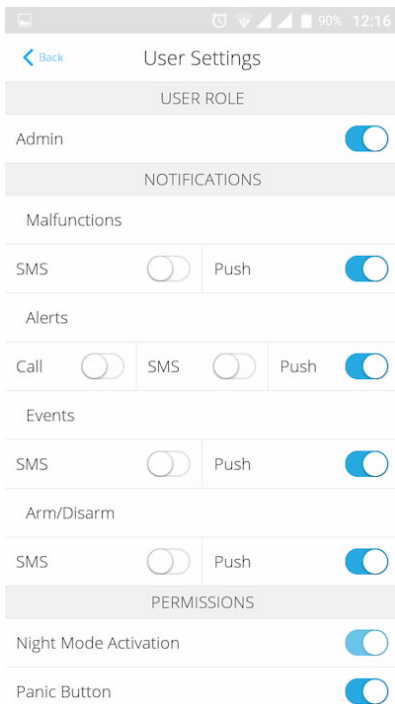 90% 12:16
Back User Settings
USER ROLE
Admin
NOTIFICATIONS
Malfunctions
SMS Push
Alerts
Call SMS Push
Events
SMS Push
Arm/Disarm
SMS Push
PERMISSIONS
Night Mode Activation
Panic Button